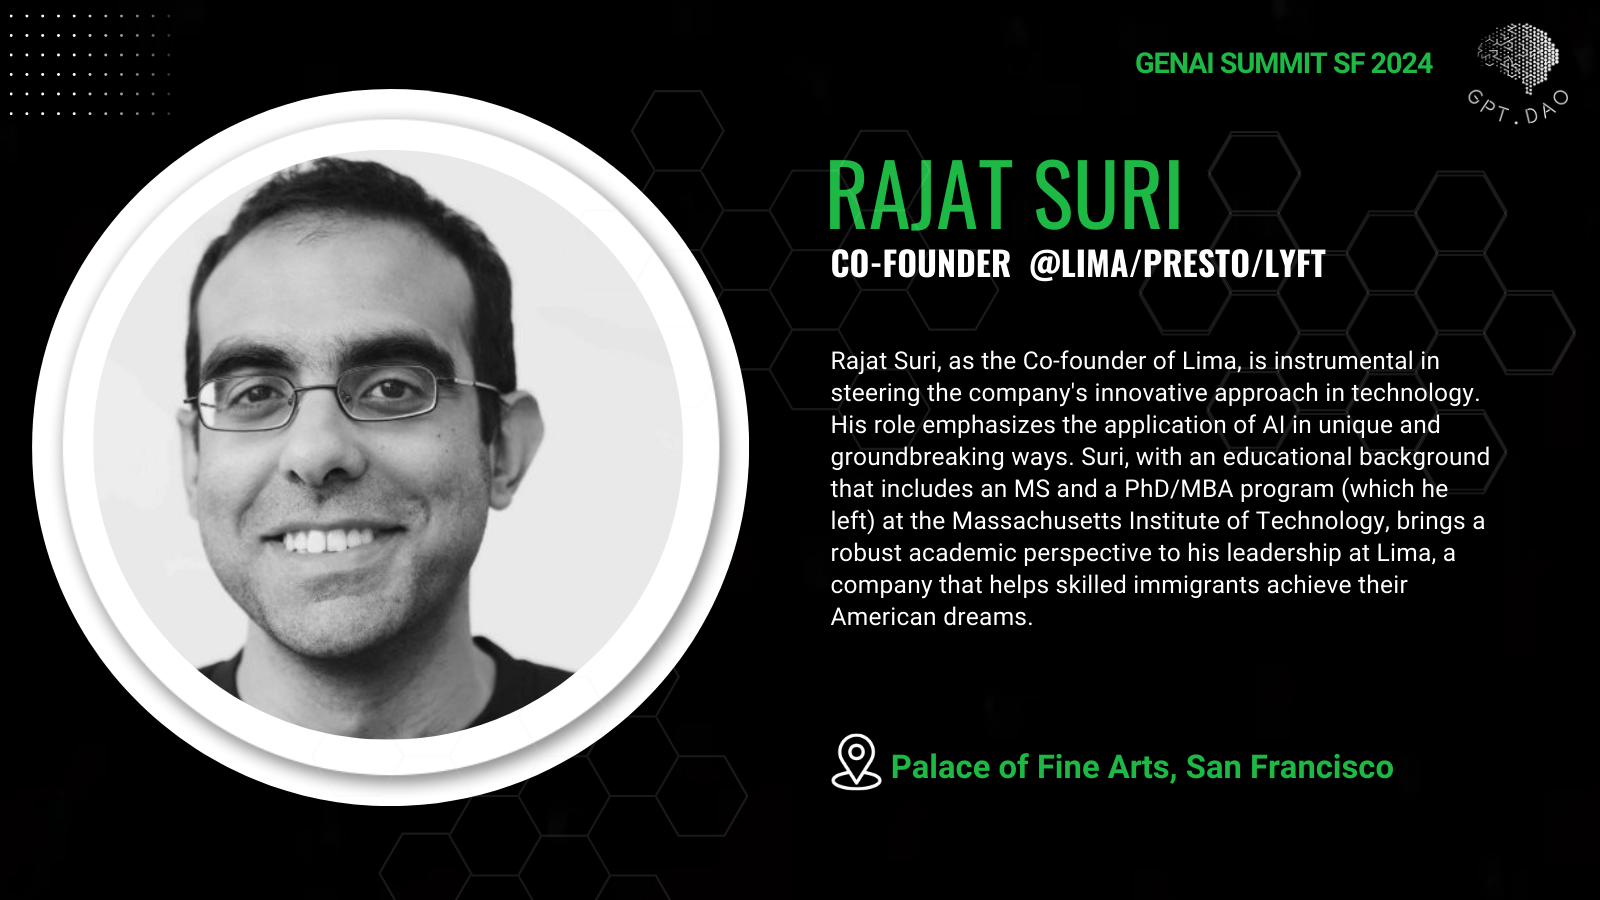 GENAI SUMMIT SF 2024
GPT.DAO
RAJAT SURI
CO-FOUNDER @LIMA/PRESTO/LYFT
Rajat Suri, as the Co-founder of Lima, is instrumental in
steering the company's innovative approach in technology.
His role emphasizes the application of AI in unique and
groundbreaking ways. Suri, with an educational background
that includes an MS and a PhD/MBA program (which he
left) at the Massachusetts Institute of Technology, brings a
robust academic perspective to his leadership at Lima, a
company that helps skilled immigrants achieve their
American dreams.
Palace of Fine Arts, San Francisco